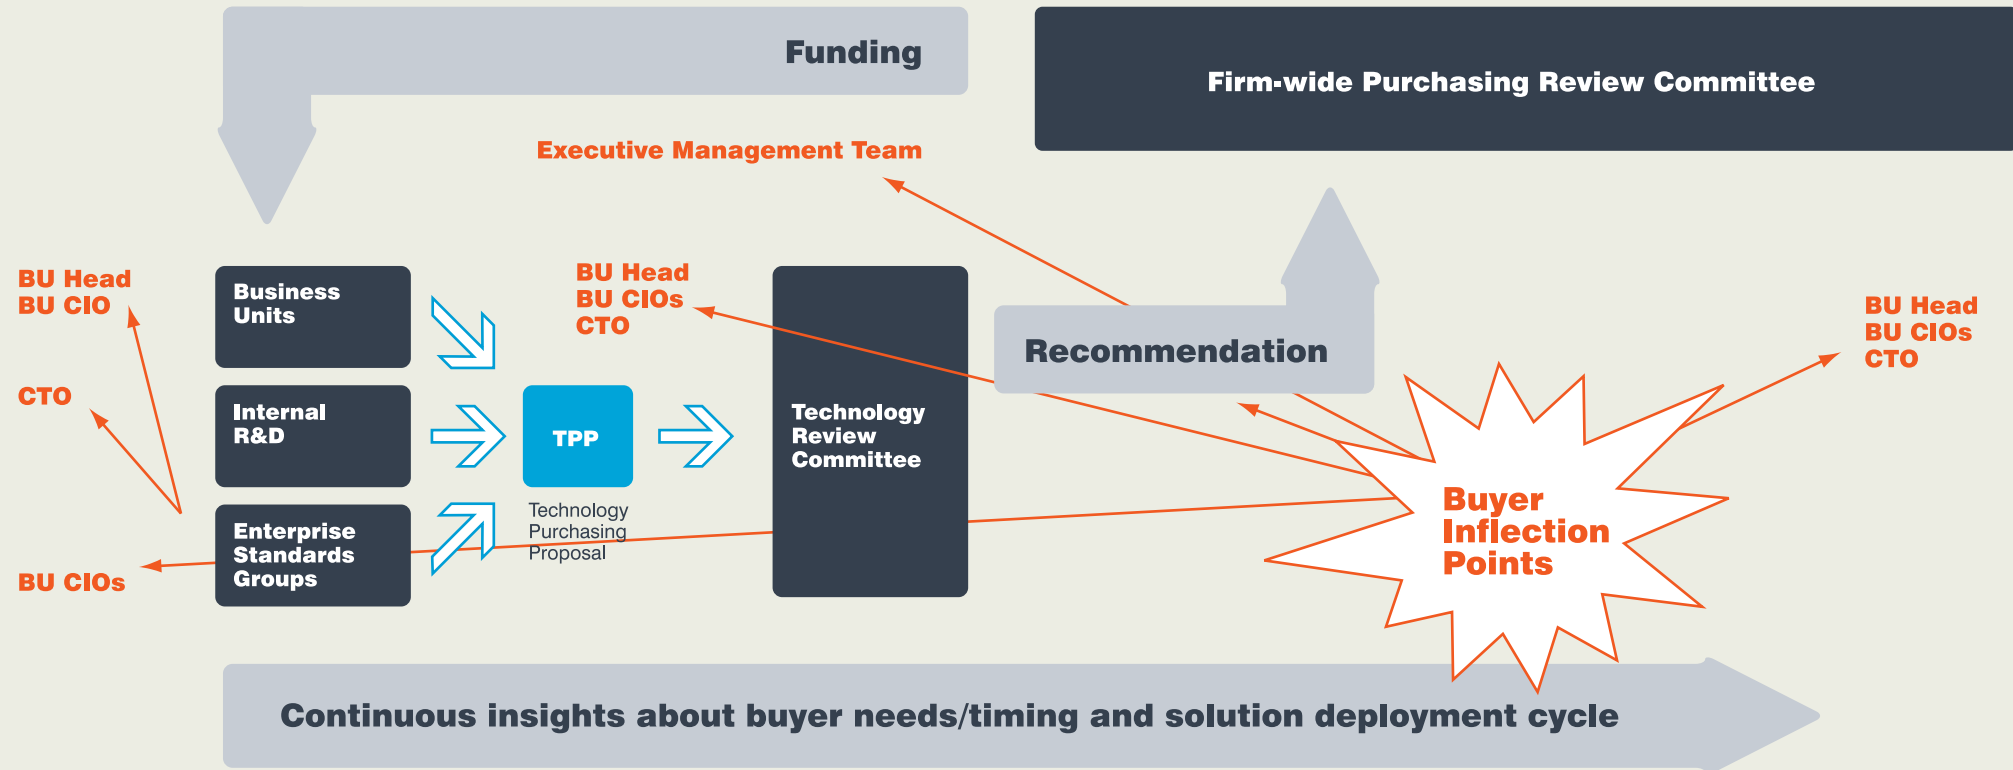 Funding
Firm-wide Purchasing Review Committee
Executive Management Team
BU Head
BU CIO
CTO
BU CIOs
Business
Units
Internal
R&D
Enterprise
Standards
Groups
TPP
Technology
Purchasing
Proposal
BU Head
BU CIOs
CTO
Technology
Review
Committee
Recommendation
BU Head
BU CIOs
CTO
Buyer
Inflection
Points
Continuous insights about buyer needs/timing and solution deployment cycle